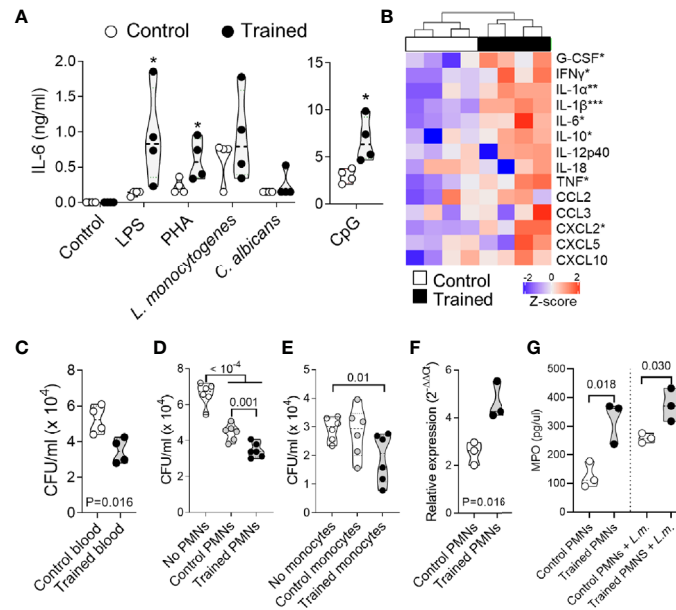 A
Control Trained
IL-6 (ng/ml)
2.0
1.5
1.0
0.5
0.0
* *
Control
LPS
PHA
L. monocytogenes
C. albicans
15
10
5
0
*
CpG
B
G-CSF*
IFNγ*
IL-1α**
IL-1β***
IL-6*
IL-10*
IL-12p40
IL-18
TNF*
CCL2
CCL3
CXCL2*
CXCL5
CXCL10
Control
Trained
-2 0 2
Z-score
C
CFU/ml (x 10⁴)
8
6
4
2
0
P=0.016
Control blood
Trained blood
D
CFU/ml (x 10⁴)
8
6
4
2
0
< 10⁻⁴
0.001
No PMNs
Control PMNs
Trained PMNs
E
CFU/ml (x 10⁴)
5
4
3
2
1
0
0.01
No monocytes
Control monocytes
Trained monocytes
F
Relative expression (2^-ΔΔCt)
6
4
2
0
P=0.016
Control PMNs
Trained PMNs
G
MPO (pg/ul)
500
400
300
200
100
0
0.018
0.030
Control PMNs
Trained PMNs
Control PMNs + L.m.
Trained PMNS + L.m.